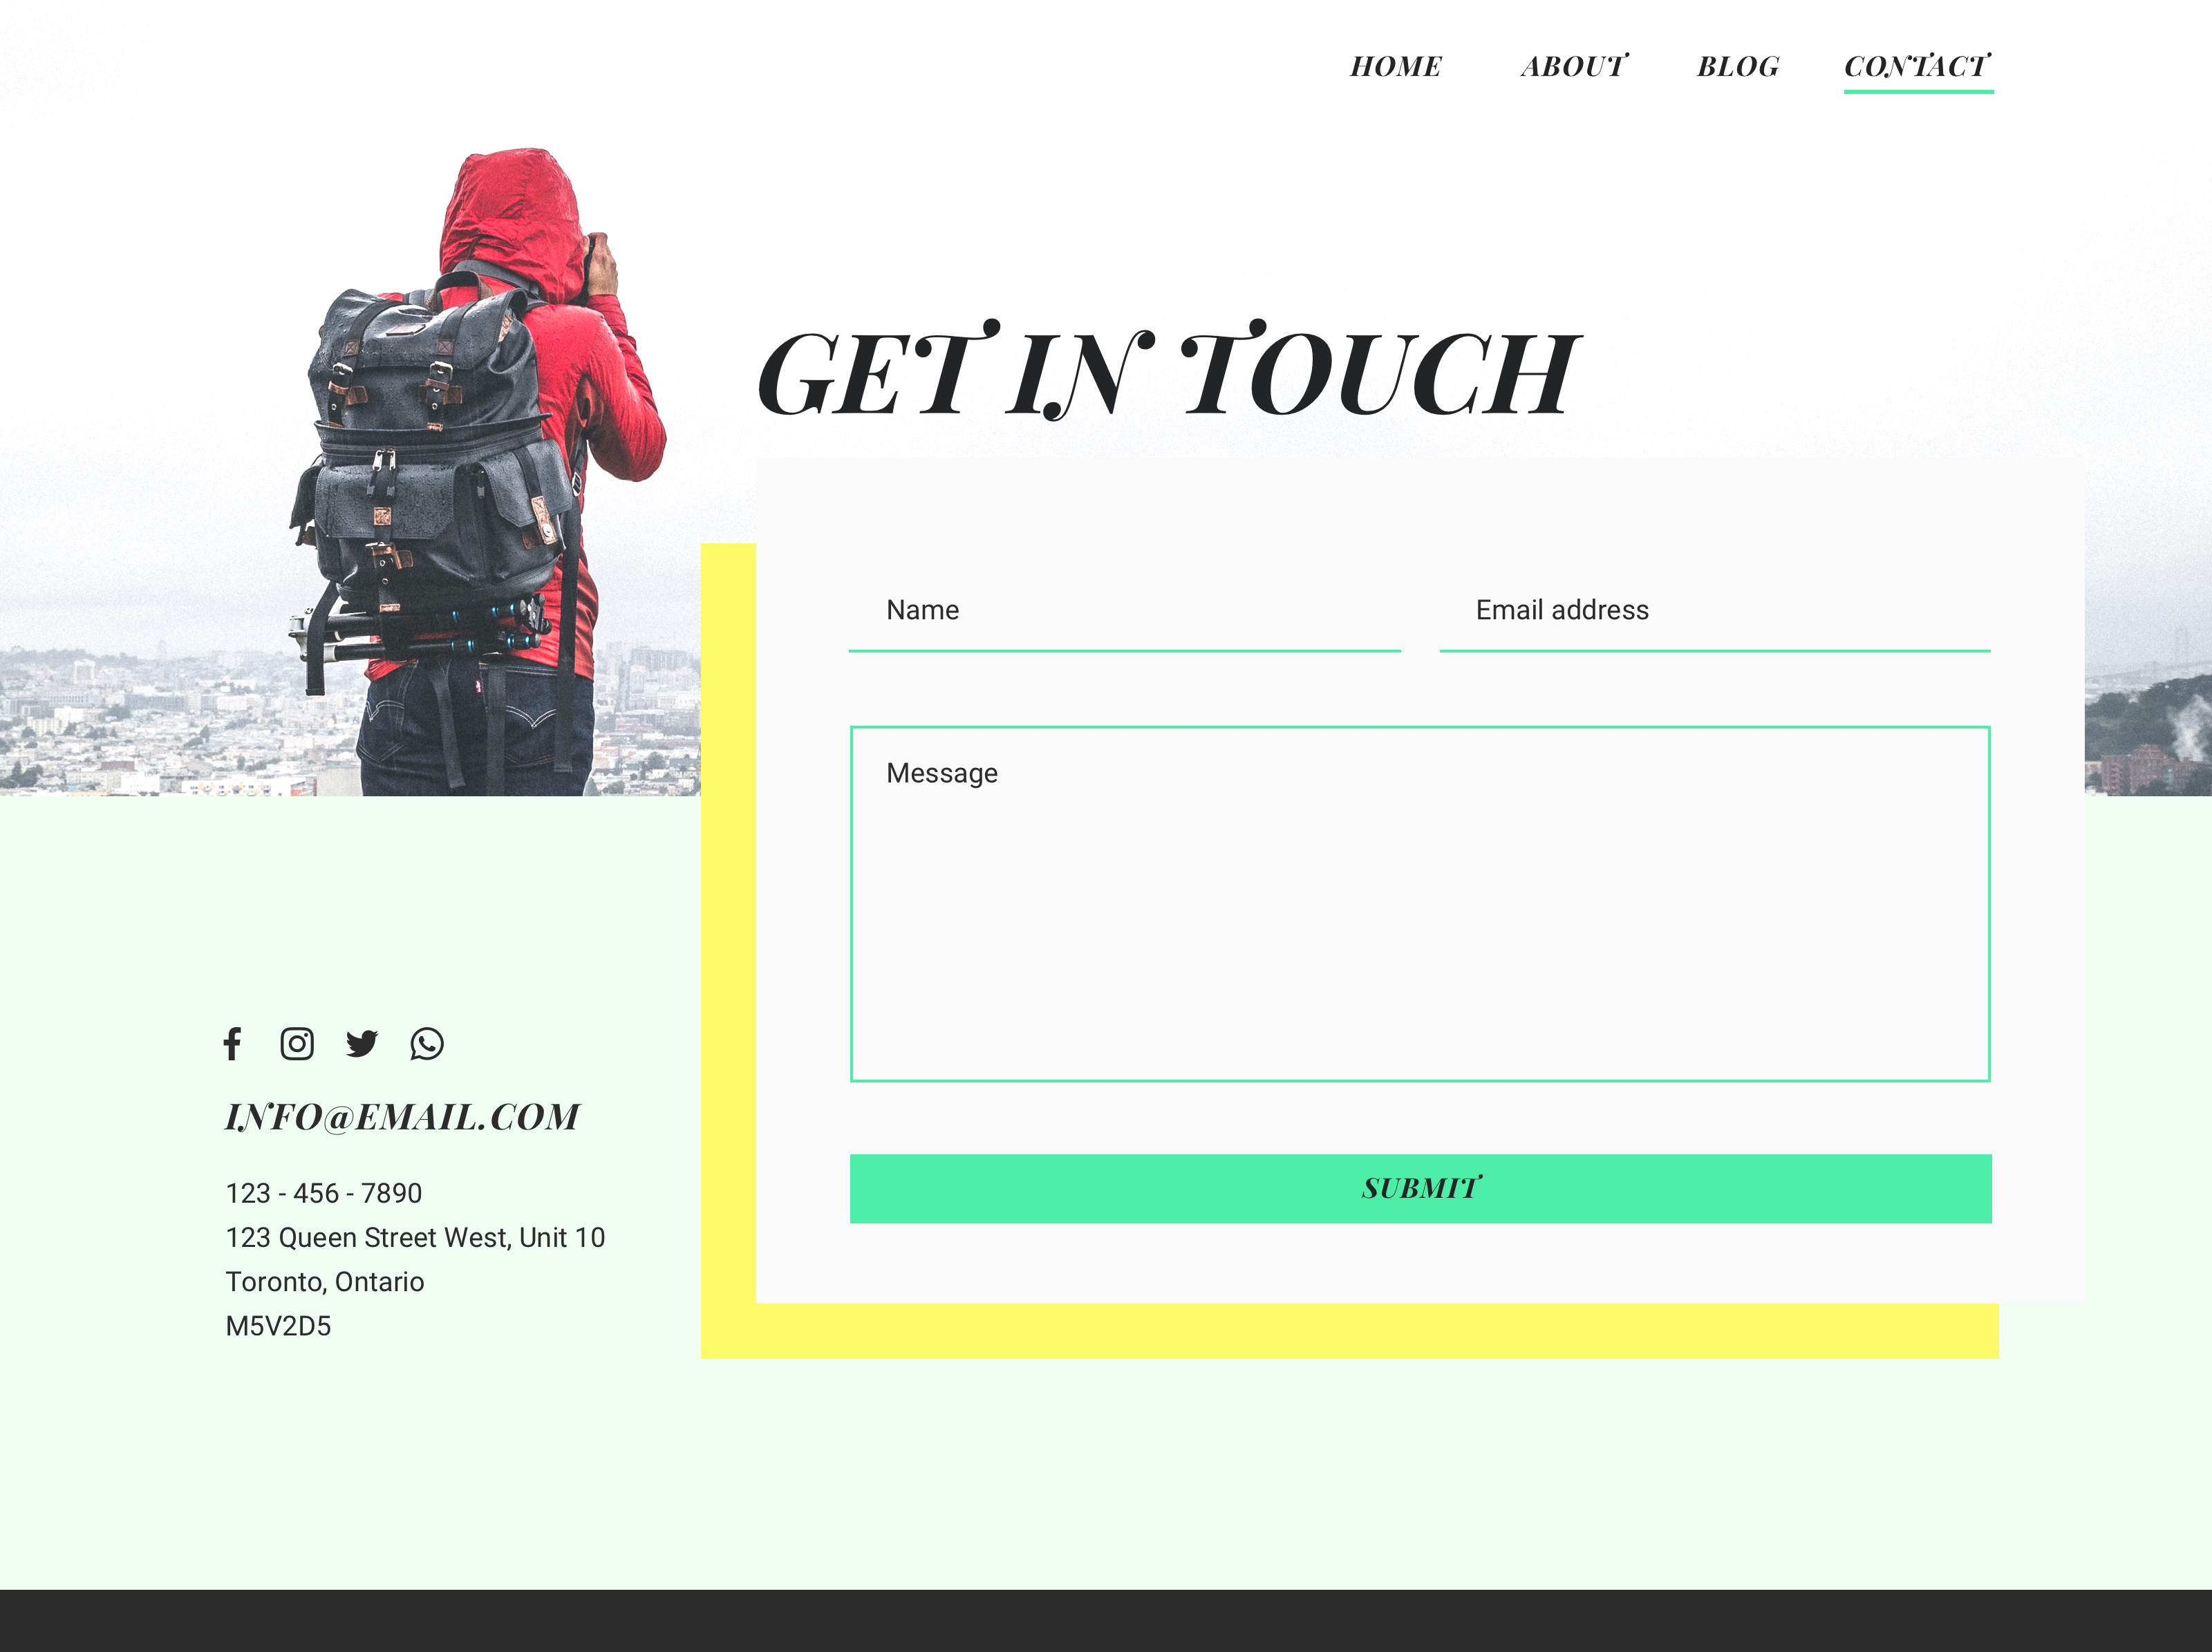 HOME ABOUT BLOG CONTACT
GET IN TOUCH
Name Email address
Message
SUBMIT
INFO@EMAIL.COM
123 - 456 - 7890
123 Queen Street West, Unit 10
Toronto, Ontario
M5V2D5